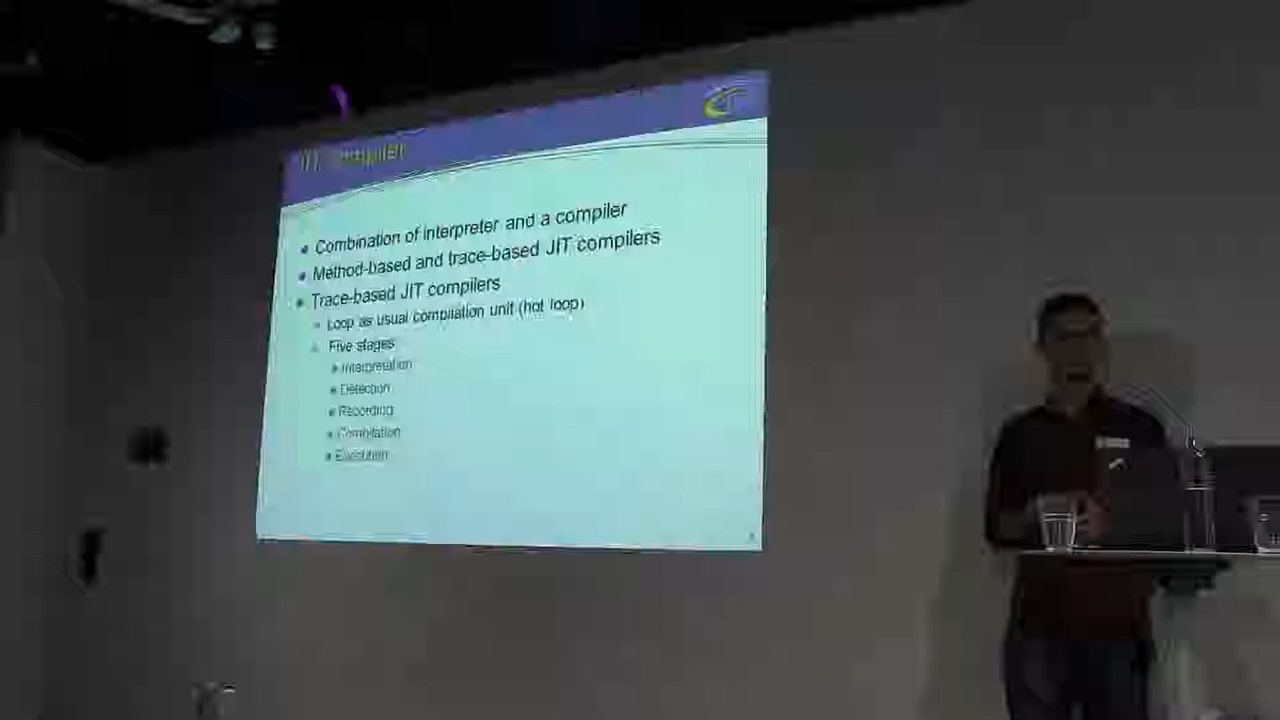 JIT compiler
Combination of interpreter and a compiler
Method-based and trace-based JIT compilers
Trace-based JIT compilers
Loop as usual compilation unit (hot loop)
Five stages
Interpretation
Detection
Recording
Compilation
Execution